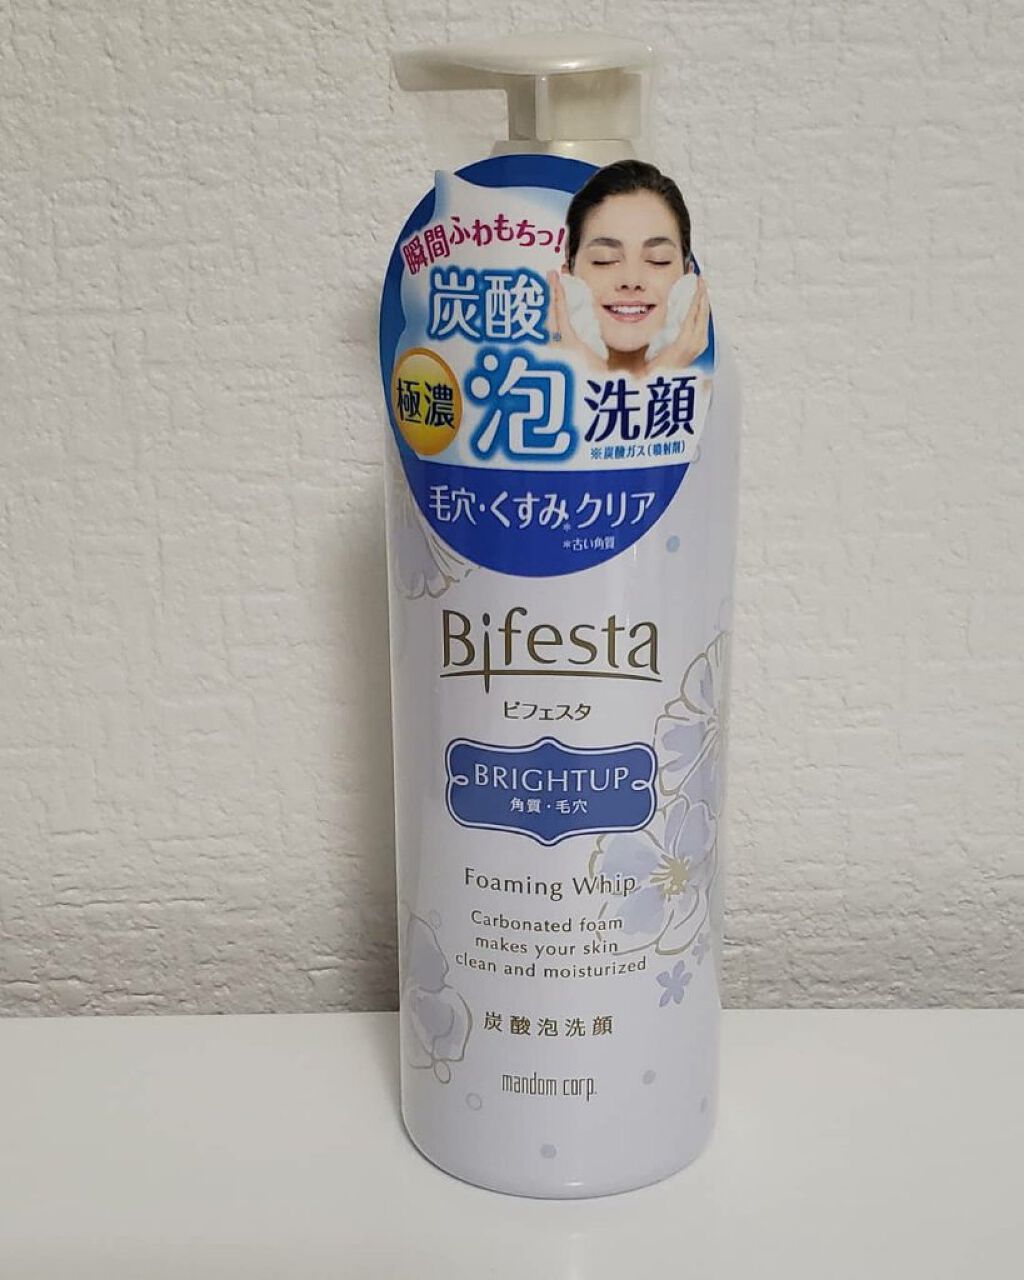 瞬間ふわもちっ!
炭酸※
極濃
泡洗顔
※炭酸ガス(噴射剤)
毛穴・くすみ*クリア
*古い角質
Bifesta
ビフェスタ
BRIGHTUP
角質・毛穴
Foaming Whip
Carbonated foam
makes your skin
clean and moisturized
炭酸泡洗顔
mandom corp.